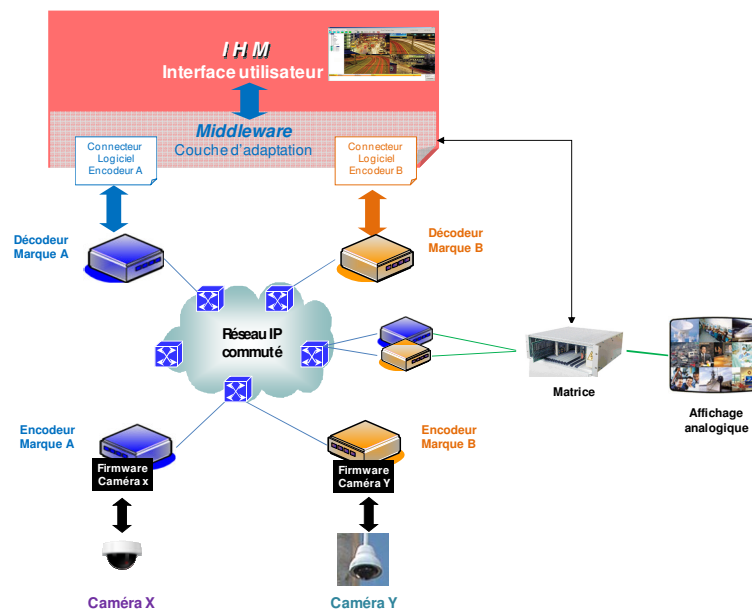 I H M
Interface utilisateur
Middleware
Couche d'adaptation
Connecteur
Logiciel
Encodeur A
Connecteur
Logiciel
Encodeur B
Décodeur
Marque A
Décodeur
Marque B
Réseau IP
commuté
Matrice
Affichage
analogique
Encodeur
Marque A
Encodeur
Marque B
Firmware
Caméra x
Firmware
Caméra Y
Caméra X
Caméra Y